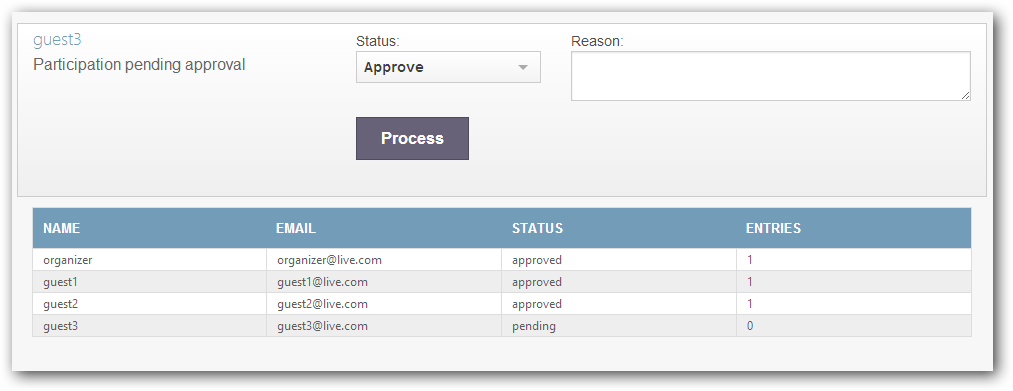 guest3
Participation pending approval
Status:
Approve
Reason:
Process
NAME EMAIL STATUS ENTRIES
organizer organizer@live.com approved 1
guest1 guest1@live.com approved 1
guest2 guest2@live.com approved 1
guest3 guest3@live.com pending 0